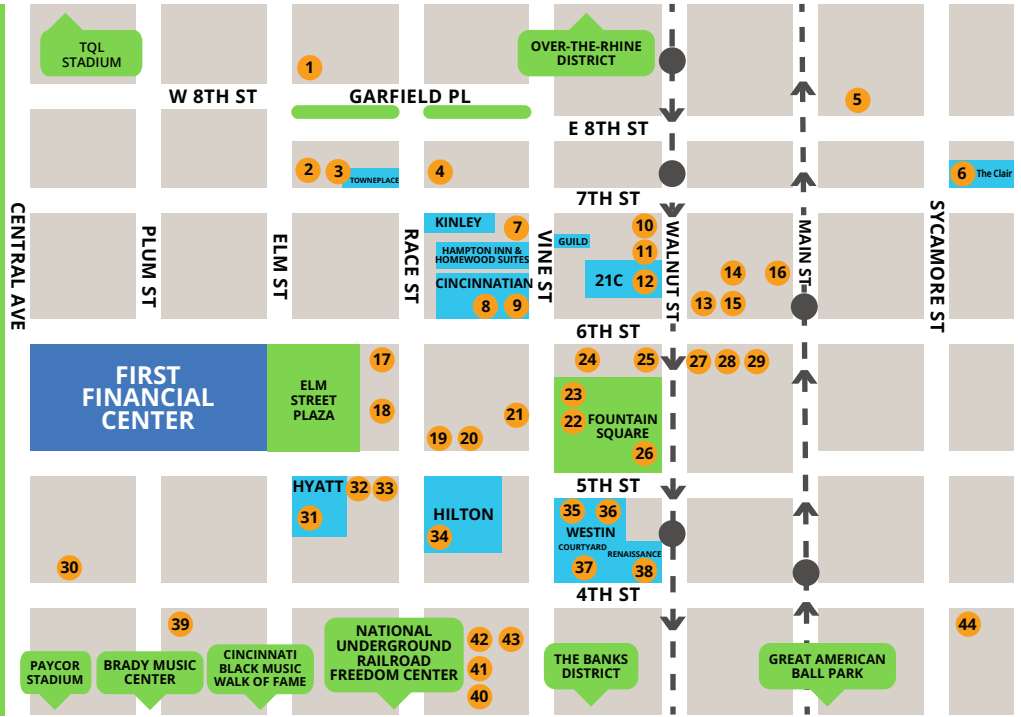 TQL
STADIUM
OVER-THE-RHINE
DISTRICT
1
W 8TH ST
GARFIELD PL
5
E 8TH ST
2
3
TOWNEPLACE
4
6
The Clair
7TH ST
CENTRAL AVE
PLUM ST
ELM ST
RACE ST
VINE ST
WALNUT ST
MAIN ST
SYCAMORE ST
KINLEY
7
HAMPTON INN &
HOMEWOOD SUITES
CINCINNATIAN
8
9
GUILD
10
11
21C
12
13
14
15
16
6TH ST
FIRST
FINANCIAL
CENTER
ELM
STREET
PLAZA
17
18
19
20
21
24
25
23
22
FOUNTAIN
SQUARE
26
27
28
29
5TH ST
HYATT
32
33
31
HILTON
34
35
36
WESTIN
COURTYARD
RENAISSANCE
37
38
30
4TH ST
39
44
PAYCOR
STADIUM
BRADY MUSIC
CENTER
CINCINNATI
BLACK MUSIC
WALK OF FAME
NATIONAL
UNDERGROUND
RAILROAD
FREEDOM CENTER
42
43
41
40
THE BANKS
DISTRICT
GREAT AMERICAN
BALL PARK